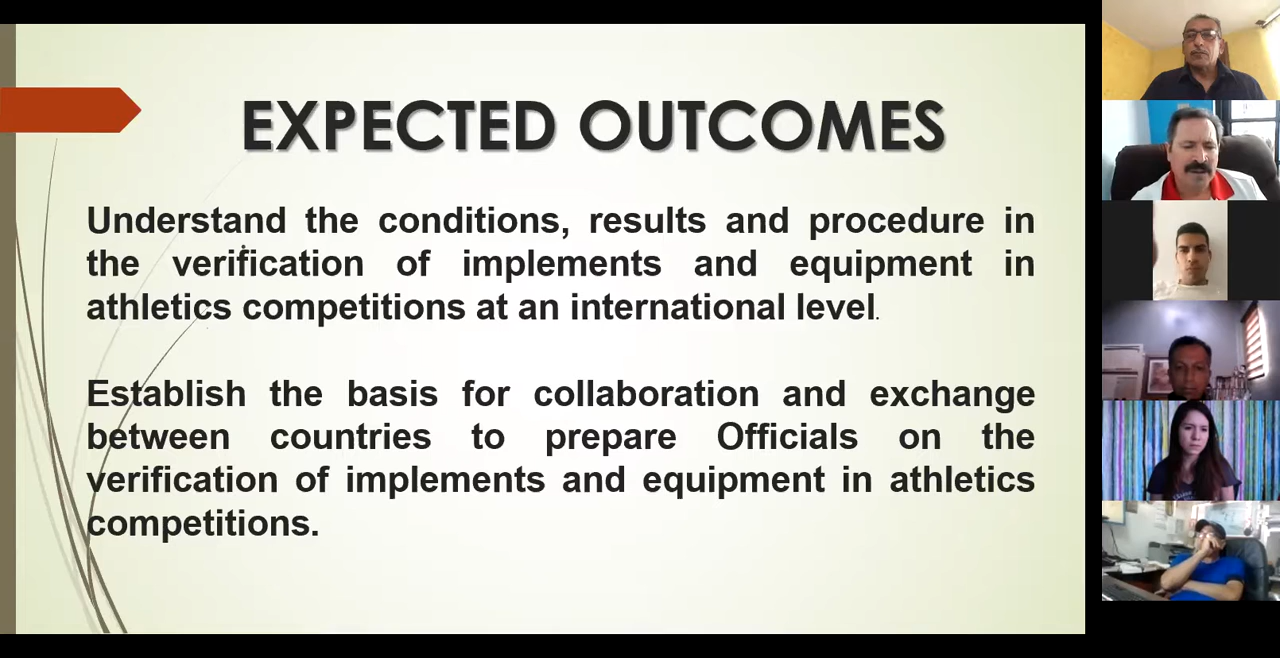 EXPECTED OUTCOMES
Understand the conditions, results and procedure in
the verification of implements and equipment in
athletics competitions at an international level.
Establish the basis for collaboration and exchange
between countries to prepare Officials on the
verification of implements and equipment in athletics
competitions.